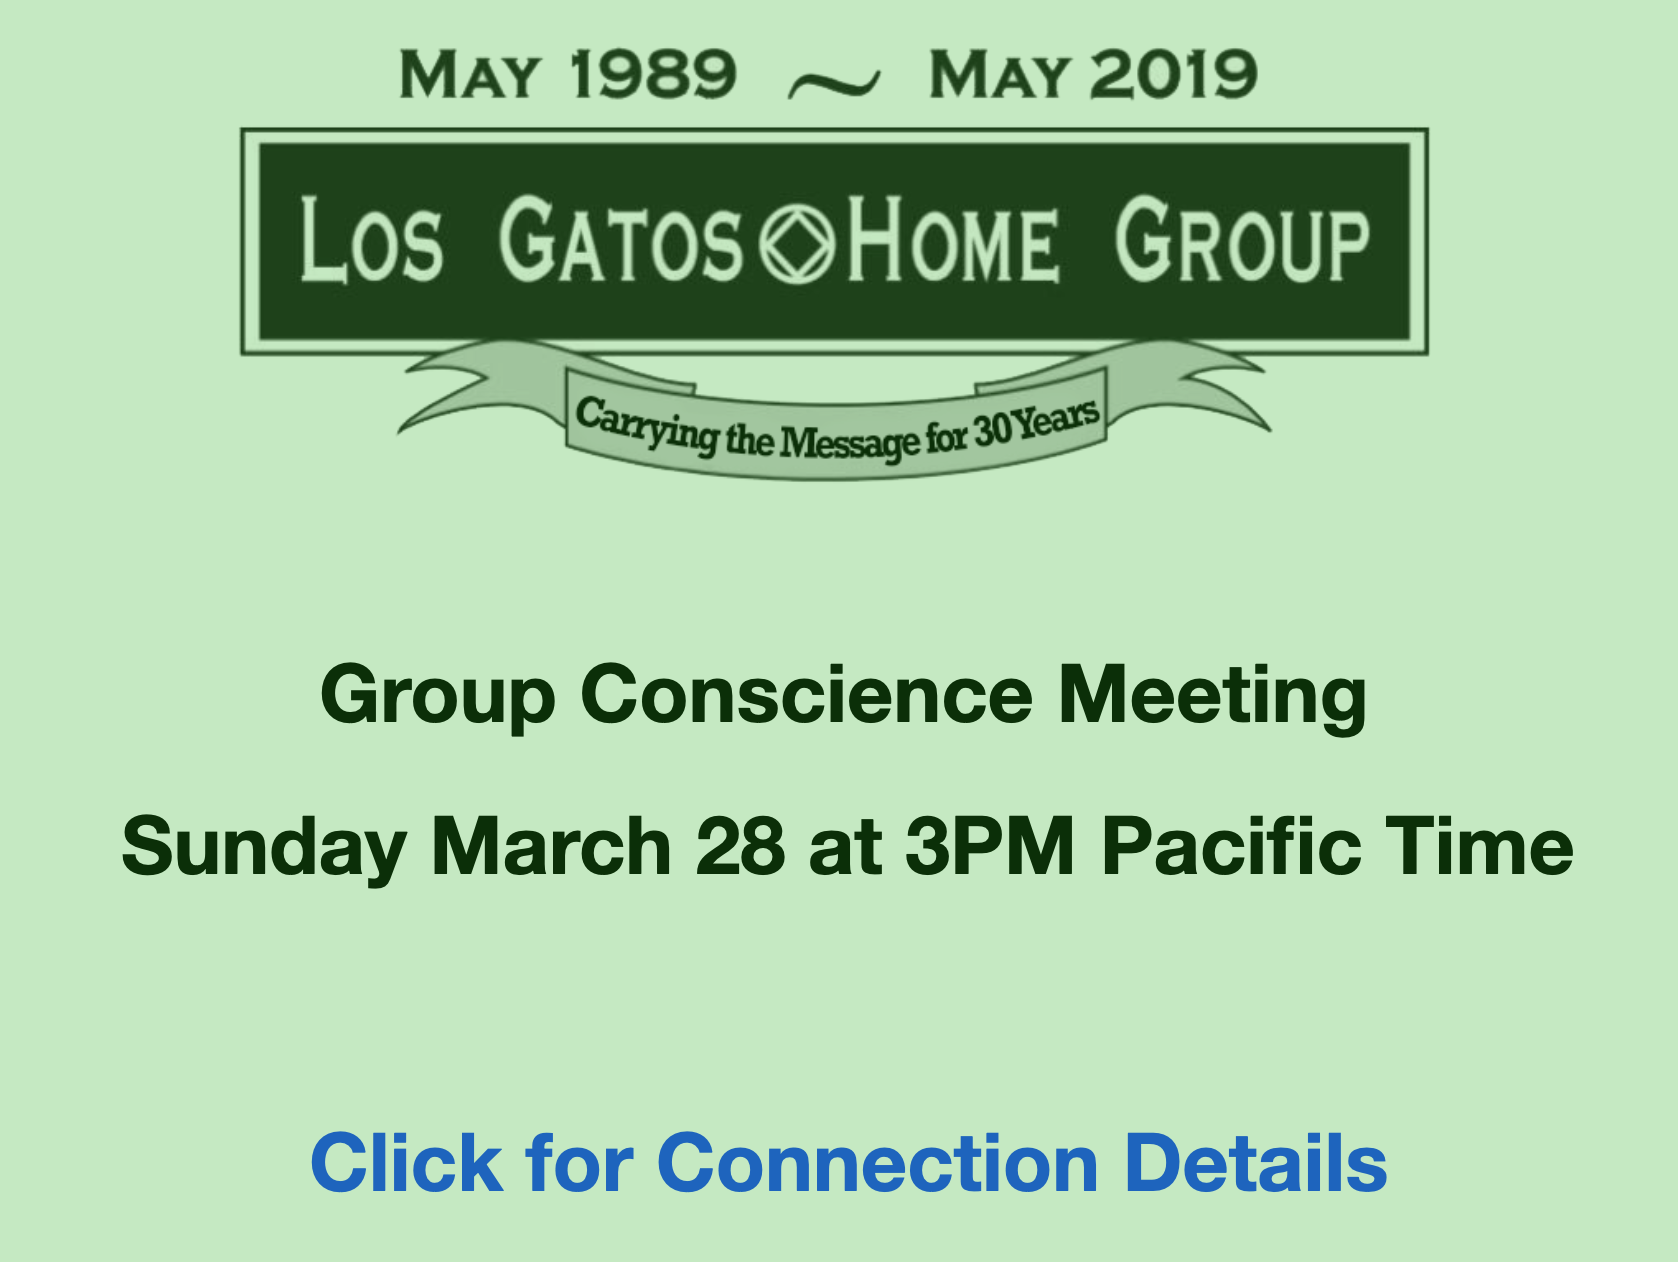 May 1989 ~ May 2019
Los Gatos Home Group
Carrying the Message for 30 Years
Group Conscience Meeting
Sunday March 28 at 3PM Pacific Time
Click for Connection Details